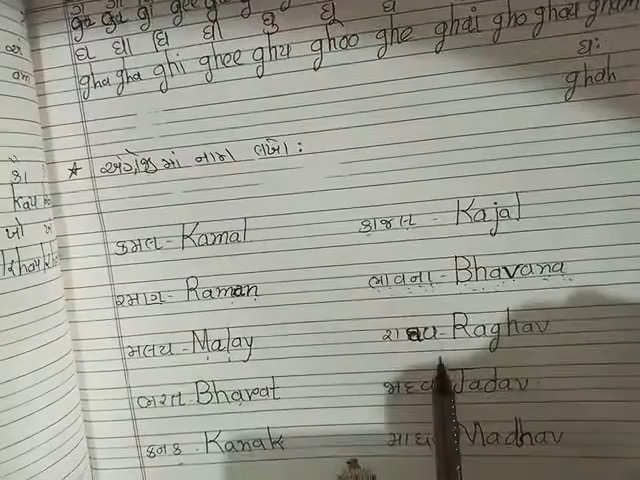 ઘ ઘા ઘિ ઘી ઘુ ઘૂ ઘે
gha gha ghi ghee ghu ghoo ghe ghai gho ghau gham
ઘઃ
ghah
* અંગ્રેજીમાં નામ લખો :
કમલ - Kamal કાજલ - Kajal
રમણ - Raman ભાવના - Bhavana
મલય - Malay Raghav
ભરત Bharat Jadav
કનક . Kanak Madhav